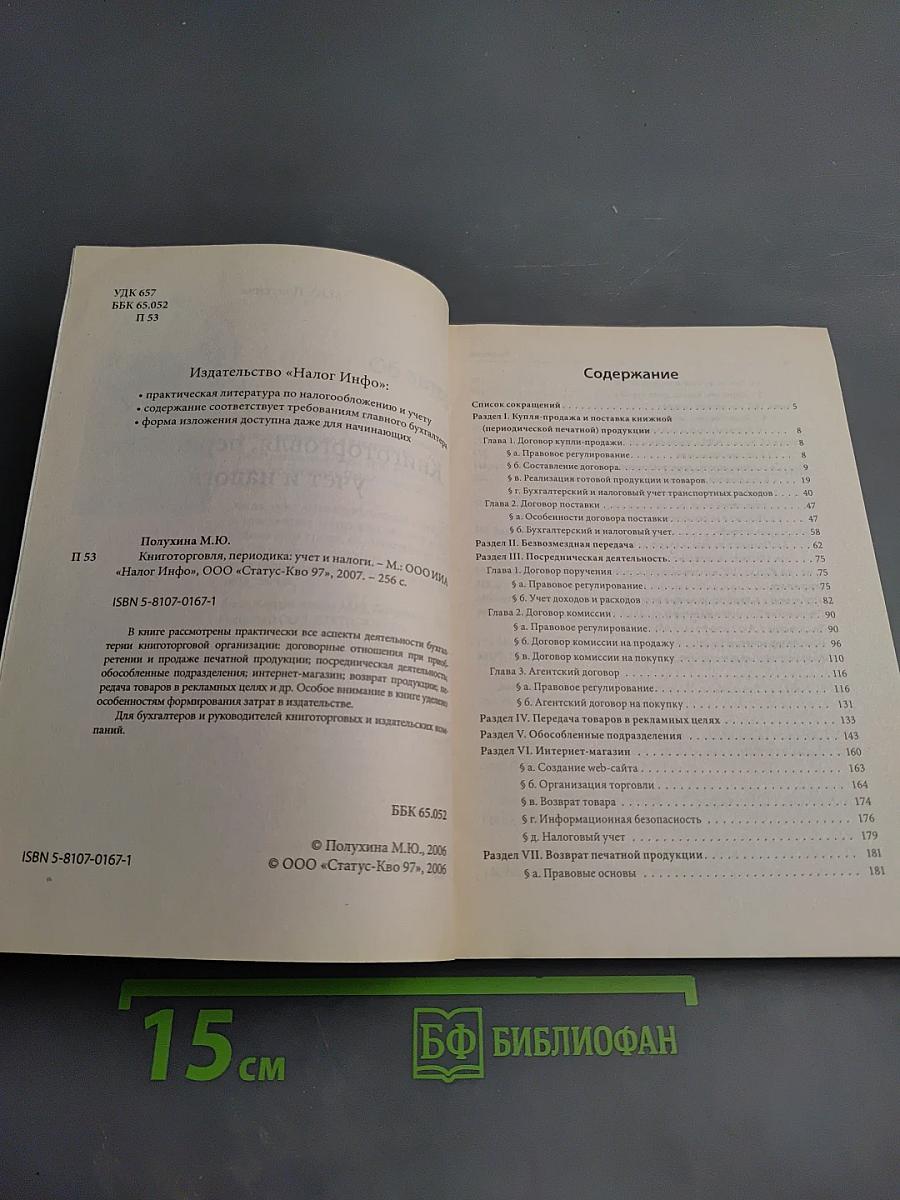 УДК 657
ББК 65.052
П 53
Издательство «Налог Инфо»:
• практическая литература по налогообложению и учету
• содержание соответствует требованиям главного бухгалтера
• форма изложения доступна даже для начинающих
Полухина М.Ю.
П 53 Книготорговля, периодика: учет и налоги. – М.: ООО ИИА
«Налог Инфо», ООО «Статус-Кво 97», 2007. – 256 с.
ISBN 5-8107-0167-1
В книге рассмотрены практически все аспекты деятельности бухгал-
терии книготорговой организации: договорные отношения при приоб-
ретении и продаже печатной продукции; посредническая деятельность;
обособленные подразделения; интернет-магазин; возврат продукции; пе-
редача товаров в рекламных целях и др. Особое внимание в книге уделено
особенностям формирования затрат в издательстве.
Для бухгалтеров и руководителей книготорговых и издательских ком-
паний.
ББК 65.052
© Полухина М.Ю., 2006
ISBN 5-8107-0167-1
© ООО «Статус-Кво 97», 2006
Содержание
Список сокращений . . . 5
Раздел I. Купля-продажа и поставка книжной
(периодической печатной) продукции . . . 8
Глава 1. Договор купли-продажи. . . . 8
§ а. Правовое регулирование. . . . 8
§ б. Составление договора. . . . 9
§ в. Реализация готовой продукции и товаров. . . . 19
§ г. Бухгалтерский и налоговый учет транспортных расходов . . . 40
Глава 2. Договор поставки . . . 47
§ а. Особенности договора поставки . . . 47
§ б. Бухгалтерский и налоговый учет. . . . 58
Раздел II. Безвозмездная передача . . . 62
Раздел III. Посредническая деятельность. . . . 75
Глава 1. Договор поручения . . . 75
§ а. Правовое регулирование. . . . 75
§ б. Учет доходов и расходов . . . 82
Глава 2. Договор комиссии . . . 90
§ а. Правовое регулирование. . . . 90
§ б. Договор комиссии на продажу . . . 96
§ в. Договор комиссии на покупку . . . 110
Глава 3. Агентский договор . . . 116
§ а. Правовое регулирование. . . . 116
§ б. Агентский договор на покупку . . . 131
Раздел IV. Передача товаров в рекламных целях . . . 133
Раздел V. Обособленные подразделения . . . 143
Раздел VI. Интернет-магазин . . . 160
§ а. Создание web-сайта . . . 163
§ б. Организация торговли . . . 164
§ в. Возврат товара . . . 174
§ г. Информационная безопасность . . . 176
§ д. Налоговый учет . . . 179
Раздел VII. Возврат печатной продукции. . . . 181
§ а. Правовые основы . . . 181
15 см
БФ БИБЛИОФАН